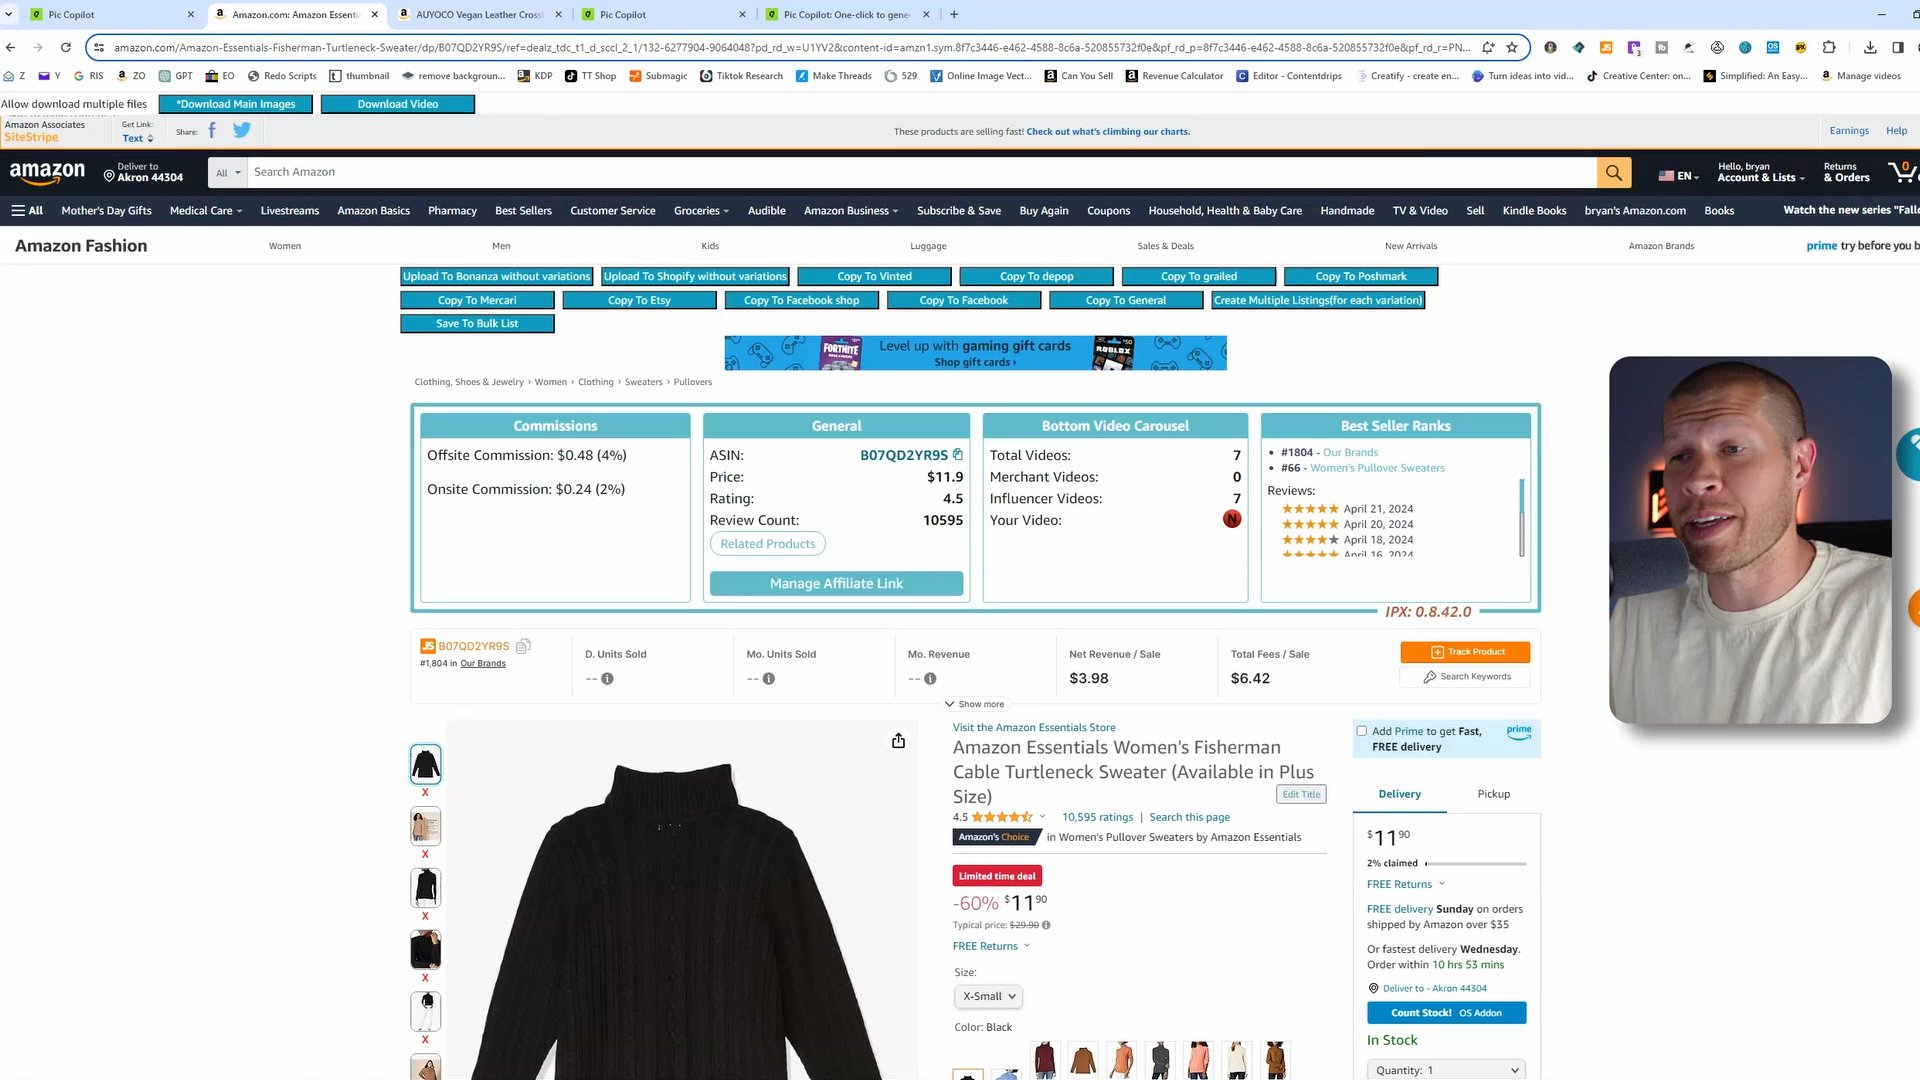 Pic Copilot
Amazon.com: Amazon Essenti
AUYOCO Vegan Leather Cross
Pic Copilot
Pic Copilot: One-click to gene
amazon.com/Amazon-Essentials-Fisherman-Turtleneck-Sweater/dp/B07QD2YR9S/ref=dealz_tdc_t1_d_sccl_2_1/132-6277904-9064048?pd_rd_w=U1YV2&content-id=amzn1.sym.8f7c3446-e462-4588-8c6a-520855732f0e&pf_rd_p=8f7c3446-e462-4588-8c6a-520855732f0e&pf_rd_r=PN...
Z Y RIS ZO GPT EO Redo Scripts thumbnail remove backgroun... KDP TT Shop Submagic Tiktok Research Make Threads 529 Online Image Vect... Can You Sell Revenue Calculator Editor - Contentdrips Creatify - create en... Turn ideas into vid... Creative Center: on... Simplified: An Easy... Manage videos
Allow download multiple files *Download Main Images Download Video
Amazon Associates
SiteStripe
Get Link:
Text
Share:
These products are selling fast! Check out what's climbing our charts.
Earnings Help
amazon
Deliver to
Akron 44304
All Search Amazon
EN
Hello, bryan
Account & Lists
Returns
& Orders
0
All Mother's Day Gifts Medical Care Livestreams Amazon Basics Pharmacy Best Sellers Customer Service Groceries Audible Amazon Business Subscribe & Save Buy Again Coupons Household, Health & Baby Care Handmade TV & Video Sell Kindle Books bryan's Amazon.com Books Watch the new series "Fallo
Amazon Fashion Women Men Kids Luggage Sales & Deals New Arrivals Amazon Brands prime try before you b
Upload To Bonanza without variations Upload To Shopify without variations Copy To Vinted Copy To depop Copy To grailed Copy To Poshmark
Copy To Mercari Copy To Etsy Copy To Facebook shop Copy To Facebook Copy To General Create Multiple Listings(for each variation)
Save To Bulk List
FORTNITE
Level up with gaming gift cards
Shop gift cards ›
ROBLOX
Clothing, Shoes & Jewelry › Women › Clothing › Sweaters › Pullovers
Commissions
Offsite Commission: $0.48 (4%)
Onsite Commission: $0.24 (2%)
General
ASIN: B07QD2YR9S
Price: $11.9
Rating: 4.5
Review Count: 10595
Related Products
Manage Affiliate Link
Bottom Video Carousel
Total Videos: 7
Merchant Videos: 0
Influencer Videos: 7
Your Video: N
Best Seller Ranks
• #1804 - Our Brands
• #66 - Women's Pullover Sweaters
Reviews:
April 21, 2024
April 20, 2024
April 18, 2024
April 16, 2024
IPX: 0.8.42.0
JS B07QD2YR9S
#1,804 in Our Brands
D. Units Sold
--
Mo. Units Sold
--
Mo. Revenue
--
Net Revenue / Sale
$3.98
Total Fees / Sale
$6.42
Track Product
Search Keywords
Show more
X
X
X
X
X
Visit the Amazon Essentials Store
Amazon Essentials Women's Fisherman
Cable Turtleneck Sweater (Available in Plus
Size)
Edit Title
4.5 10,595 ratings | Search this page
Amazon's Choice in Women's Pullover Sweaters by Amazon Essentials
Limited time deal
-60% $11 90
Typical price: $29.90
FREE Returns
Size:
X-Small
Color: Black
Add Prime to get Fast,
FREE delivery
prime
Delivery Pickup
$11 90
2% claimed
FREE Returns
FREE delivery Sunday on orders
shipped by Amazon over $35
Or fastest delivery Wednesday.
Order within 10 hrs 53 mins
Deliver to - Akron 44304
Count Stock! OS Addon
In Stock
Quantity: 1